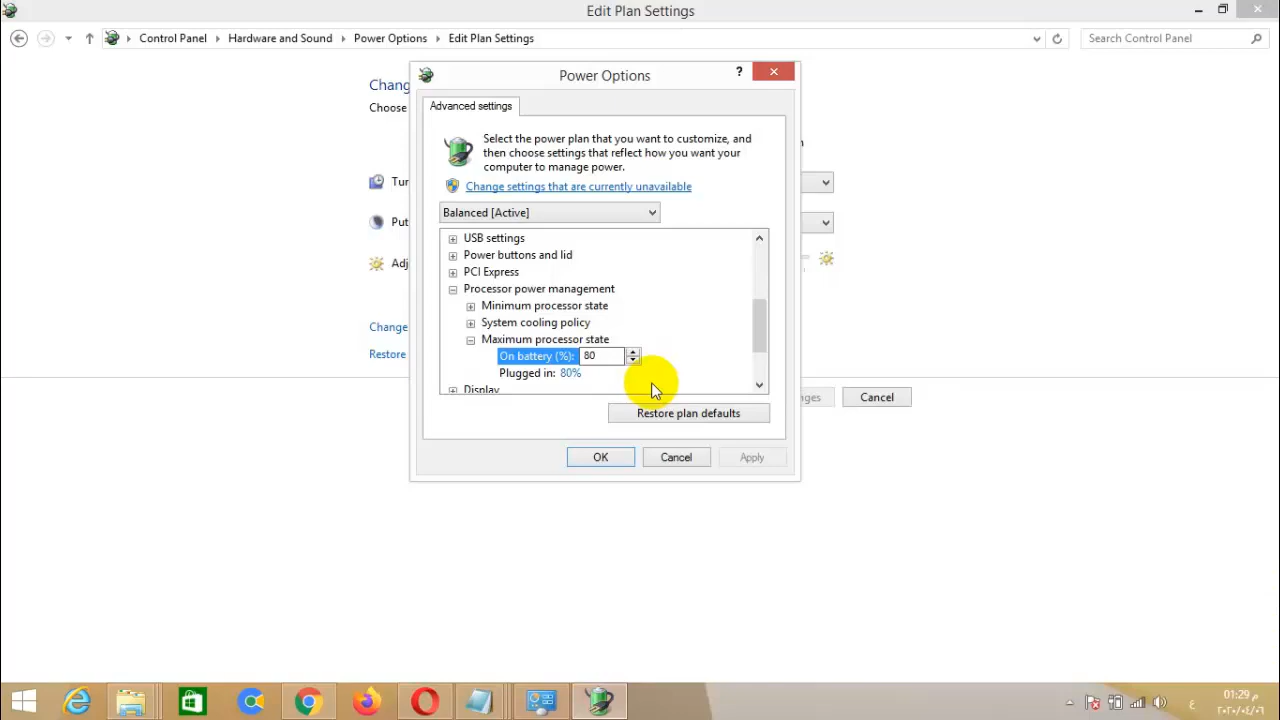 Edit Plan Settings
Control Panel
Hardware and Sound
Power Options
Edit Plan Settings
Search Control Panel
Power Options
?
Chang
Choose
Advanced settings
Select the power plan that you want to customize, and
then choose settings that reflect how you want your
computer to manage power.
Change settings that are currently unavailable
Tur
Balanced [Active]
Put
USB settings
Power buttons and lid
Adj
PCI Express
Processor power management
Minimum processor state
System cooling policy
Change
Maximum processor state
Restore
On battery (%): 80
Plugged in: 80%
Display
nges
Cancel
Restore plan defaults
OK
Cancel
Apply
ع
01:29 م
٢٠٢٠/٠٤/٠٦